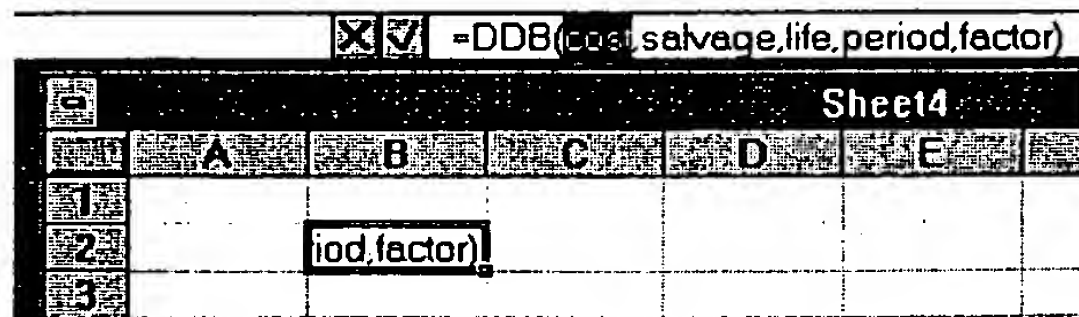 =DDB(cost,salvage,life,period,factor)
Sheet4
A B C D E
1
2 iod,factor)
3